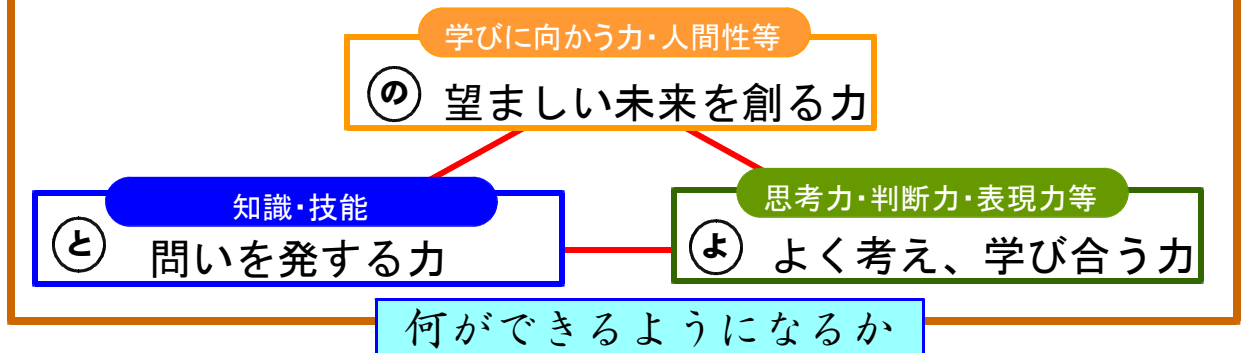 学びに向かう力・人間性等
の 望ましい未来を創る力
知識・技能
と 問いを発する力
思考力・判断力・表現力等
よ よく考え、学び合う力
何ができるようになるか